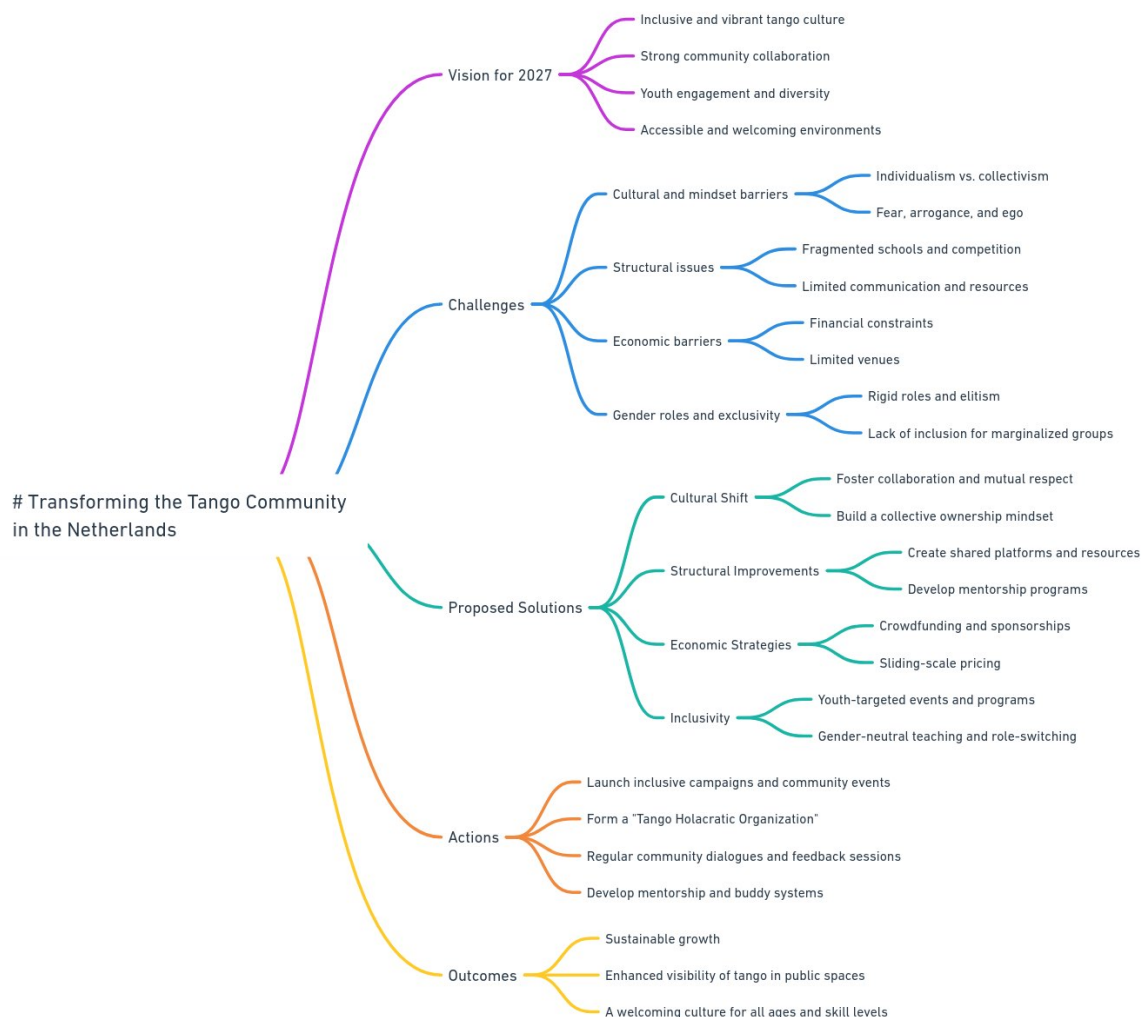 # Transforming the Tango Community
in the Netherlands
Vision for 2027
Inclusive and vibrant tango culture
Strong community collaboration
Youth engagement and diversity
Accessible and welcoming environments
Challenges
Cultural and mindset barriers
Individualism vs. collectivism
Fear, arrogance, and ego
Structural issues
Fragmented schools and competition
Limited communication and resources
Economic barriers
Financial constraints
Limited venues
Gender roles and exclusivity
Rigid roles and elitism
Lack of inclusion for marginalized groups
Proposed Solutions
Cultural Shift
Foster collaboration and mutual respect
Build a collective ownership mindset
Structural Improvements
Create shared platforms and resources
Develop mentorship programs
Economic Strategies
Crowdfunding and sponsorships
Sliding-scale pricing
Inclusivity
Youth-targeted events and programs
Gender-neutral teaching and role-switching
Actions
Launch inclusive campaigns and community events
Form a "Tango Holacratic Organization"
Regular community dialogues and feedback sessions
Develop mentorship and buddy systems
Outcomes
Sustainable growth
Enhanced visibility of tango in public spaces
A welcoming culture for all ages and skill levels